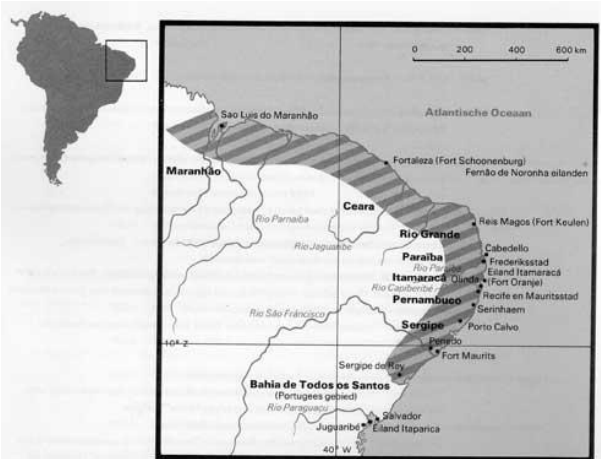 0 200 400 600 km
Atlantische Oceaan
Sao Luis do Maranhão
Fortaleza (Fort Schoonenburg)
Fernão de Noronha eilanden
Maranhão
Ceara
Rio Parnaiba
Reis Magos (Fort Keulen)
Rio Grande
Rio Jaguaribe
Cabedello
Paraïba
Frederiksstad
Rio Paraiba
Eiland Itamaracá
(Fort Oranje)
Itamaracá
Olinda
Rio Capiberibé
Recife en Mauritsstad
Pernambuco
Serinhaem
Rio São Francisco
Sergipe
Porto Calvo
10° Z
Penedo
Fort Maurits
Sergipe de Rey
Bahia de Todos os Santos
(Portugees gebied)
Rio Paraguaçu
Salvador
Juguaribé
Eiland Itaparica
40° W